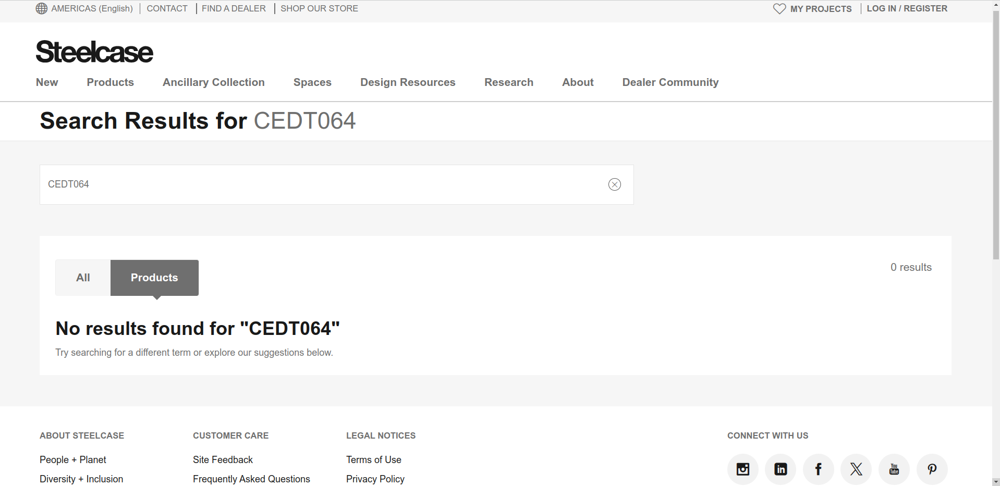 AMERICAS (English) CONTACT FIND A DEALER SHOP OUR STORE MY PROJECTS LOG IN / REGISTER
Steelcase
New Products Ancillary Collection Spaces Design Resources Research About Dealer Community
Search Results for CEDT064
CEDT064
0 results
All Products
No results found for "CEDT064"
Try searching for a different term or explore our suggestions below.
ABOUT STEELCASE CUSTOMER CARE LEGAL NOTICES CONNECT WITH US
People + Planet Site Feedback Terms of Use
in f X You Tube
Diversity + Inclusion Frequently Asked Questions Privacy Policy